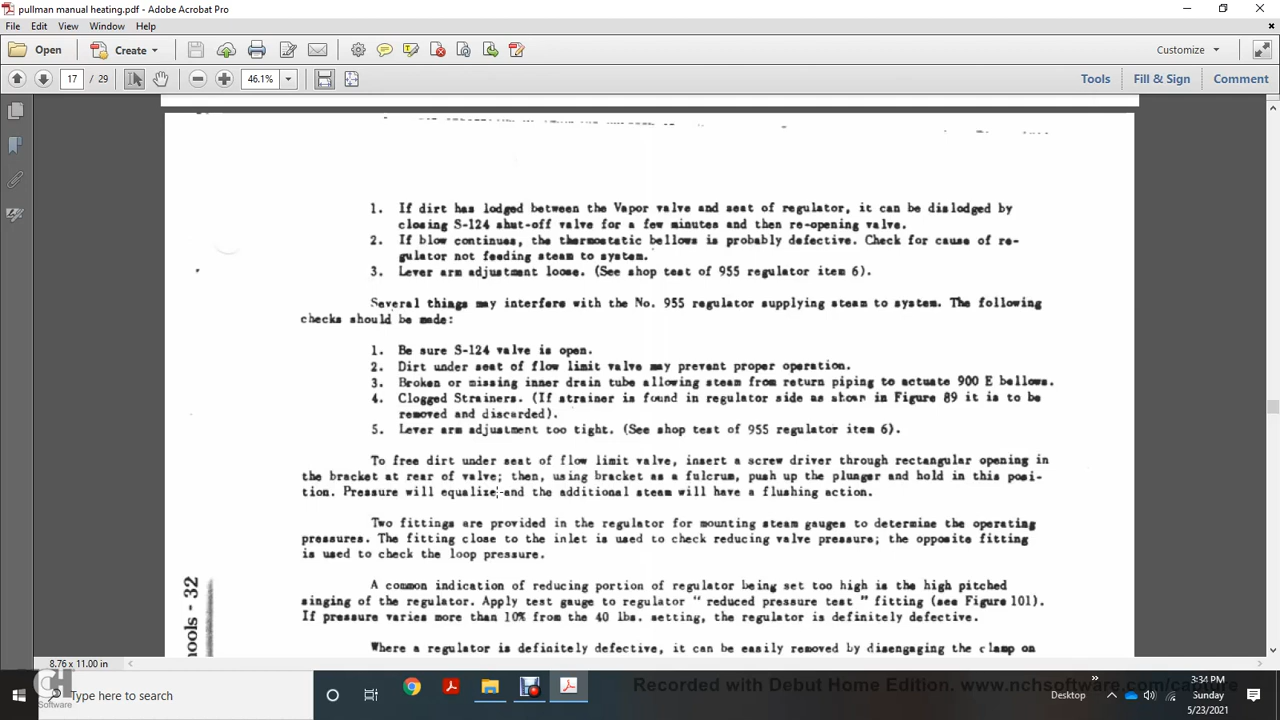 pullman manual heating.pdf - Adobe Acrobat Pro
File Edit View Window Help
Open Create Customize
17 / 29 46.1% Tools Fill & Sign Comment
1. If dirt has lodged between the Vapor valve and seat of regulator, it can be dislodged by
closing S-124 shut-off valve for a few minutes and then re-opening valve.
2. If blow continues, the thermostatic bellows is probably defective. Check for cause of re-
gulator not feeding steam to system.
3. Lever arm adjustment loose. (See shop test of 955 regulator item 6).
Several things may interfere with the No. 955 regulator supplying steam to system. The following
checks should be made:
1. Be sure S-124 valve is open.
2. Dirt under seat of flow limit valve may prevent proper operation.
3. Broken or missing inner drain tube allowing steam from return piping to actuate 900 E bellows.
4. Clogged Strainers. (If strainer is found in regulator side as shown in Figure 89 it is to be
removed and discarded).
5. Lever arm adjustment too tight. (See shop test of 955 regulator item 6).
To free dirt under seat of flow limit valve, insert a screw driver through rectangular opening in
the bracket at rear of valve; then, using bracket as a fulcrum, push up the plunger and hold in this posi-
tion. Pressure will equalize and the additional steam will have a flushing action.
Two fittings are provided in the regulator for mounting steam gauges to determine the operating
pressures. The fitting close to the inlet is used to check reducing valve pressure; the opposite fitting
is used to check the loop pressure.
A common indication of reducing portion of regulator being set too high is the high pitched
singing of the regulator. Apply test gauge to regulator " reduced pressure test " fitting (see Figure 101).
If pressure varies more than 10% from the 40 lbs. setting, the regulator is definitely defective.
Where a regulator is definitely defective, it can be easily removed by disengaging the clamp on
ools - 32
8.76 x 11.00 in
CH
Software
Type here to search
Recorded with Debut Home Edition. www.nchsoftware.com/capture
Desktop
3:34 PM
Sunday
5/23/2021